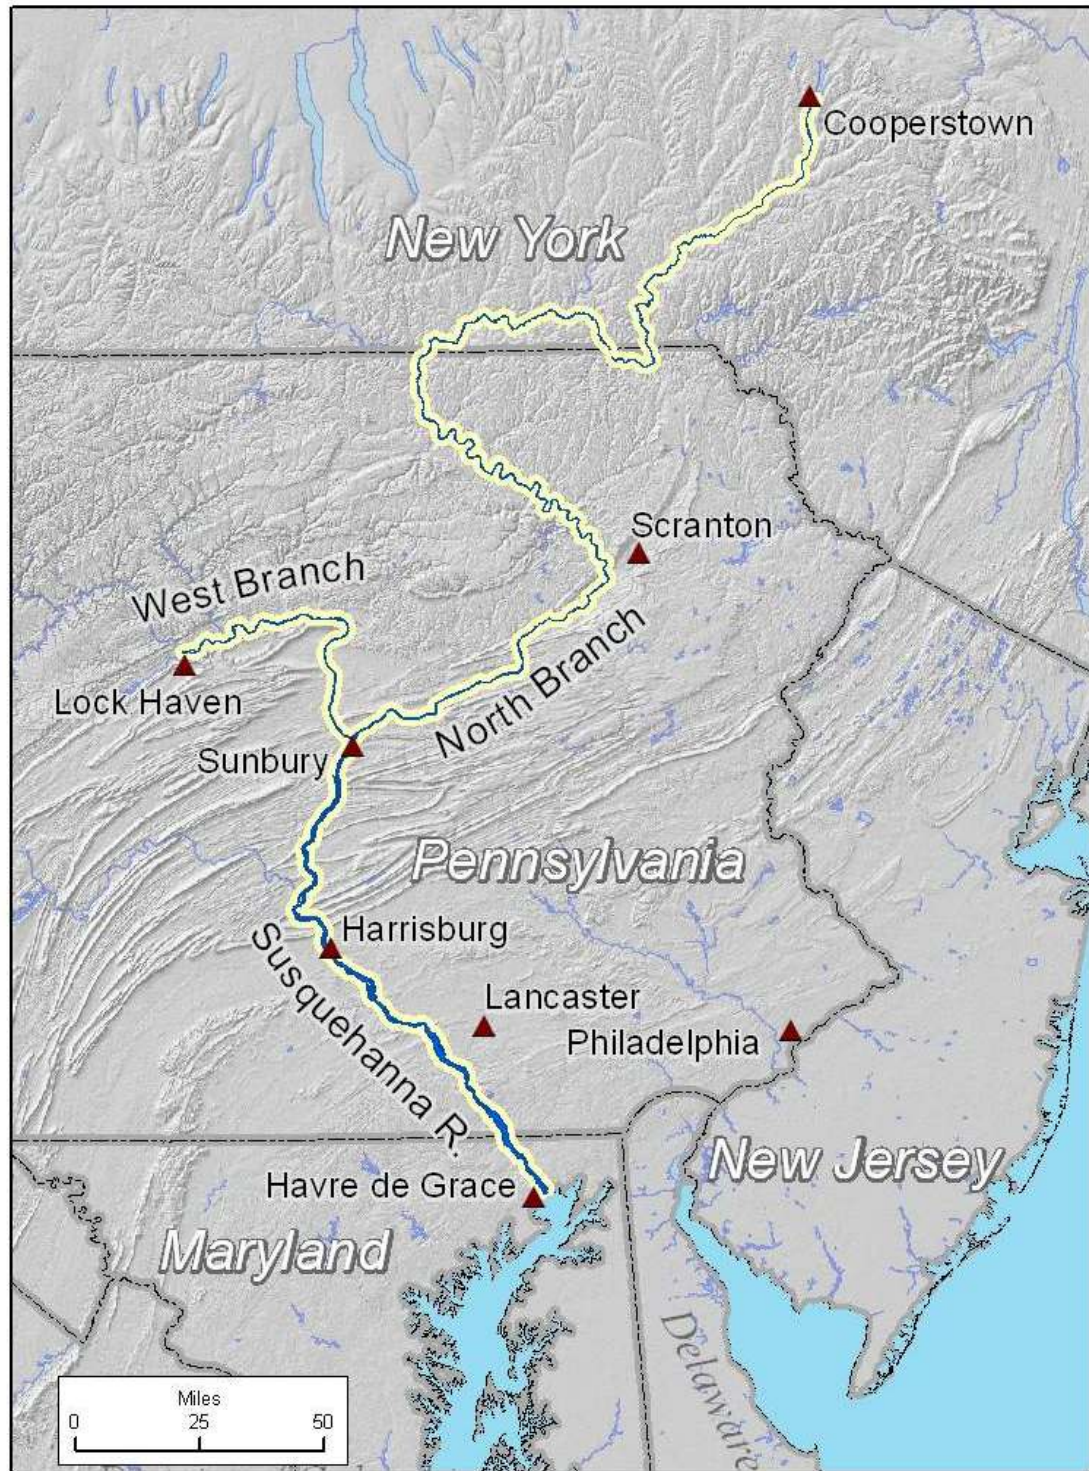 Cooperstown
New York
Scranton
West Branch
Lock Haven
North Branch
Sunbury
Pennsylvania
Harrisburg
Susquehanna R.
Lancaster
Philadelphia
New Jersey
Havre de Grace
Maryland
Delaware
Miles
0 25 50